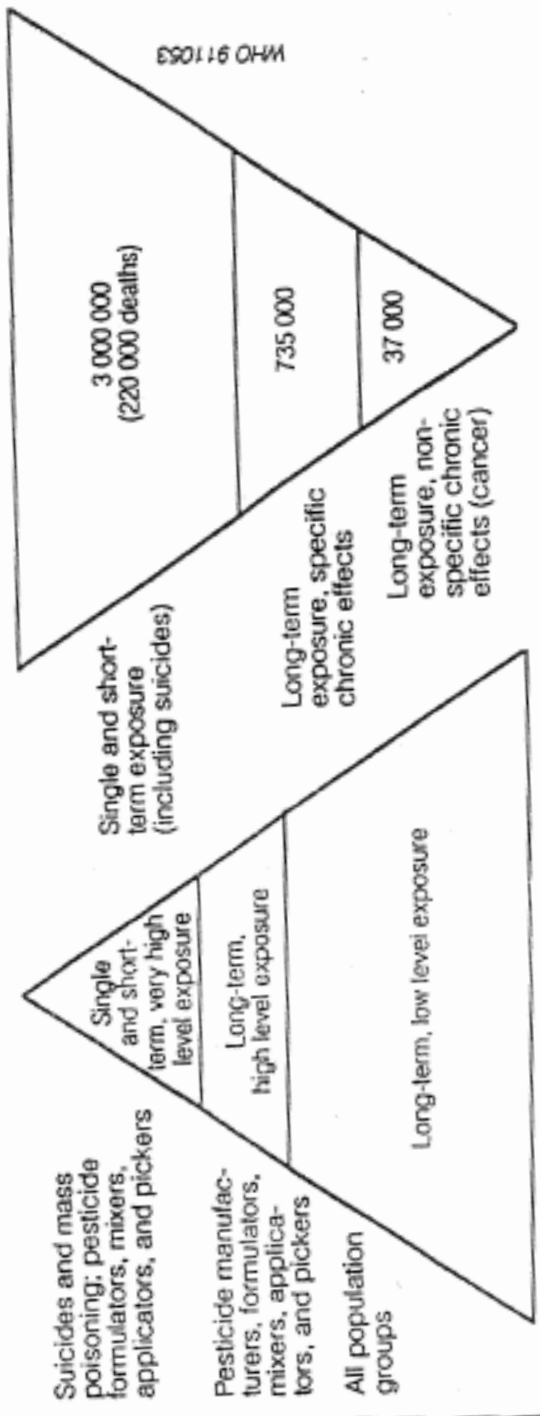 Suicides and mass
poisoning; pesticide
formulators, mixers,
applicators, and pickers
Pesticide manufac-
turers, formulators,
mixers, applica-
tors, and pickers
All population
groups
Single
and short-
term, very high
level exposure
Long-term,
high level exposure
Long-term, low level exposure
Single and short-
term exposure
(including suicides)
Long-term
exposure, specific
chronic effects
Long-term
exposure, non-
specific chronic
effects (cancer)
3 000 000
(220 000 deaths)
735 000
37 000
WHO 911053